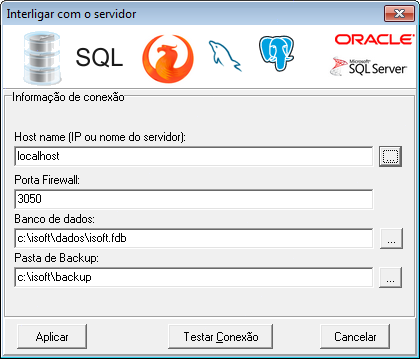 Interligar com o servidor
SQL
ORACLE
Microsoft
SQL Server
Informação de conexão
Host name (IP ou nome do servidor):
localhost
...
Porta Firewall:
3050
Banco de dados:
c:\isoft\dados\isoft.fdb
...
Pasta de Backup:
c:\isoft\backup
...
Aplicar
Testar Conexão
Cancelar